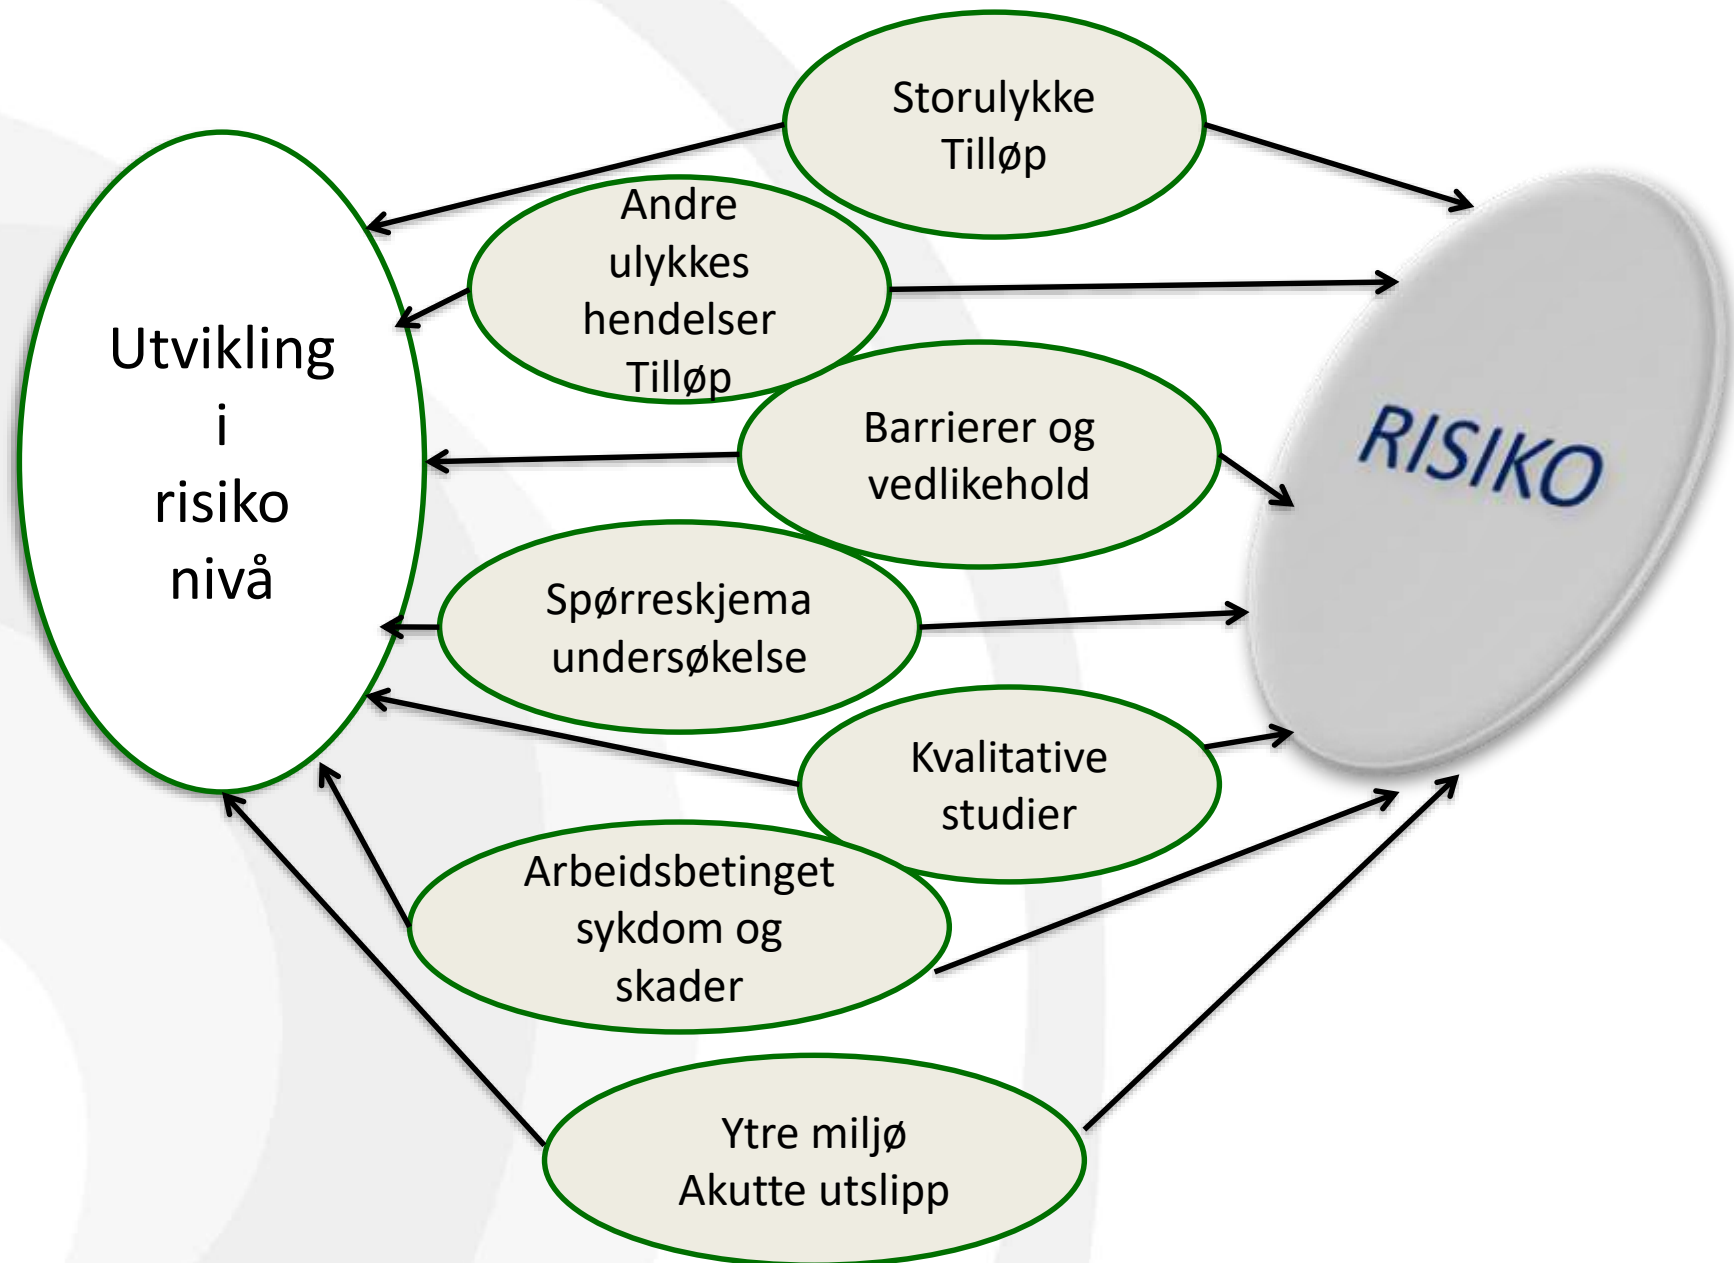 Utvikling
i
risiko
nivå
Storulykke
Tilløp
Andre
ulykkes
hendelser
Tilløp
Barrierer og
vedlikehold
Spørreskjema
undersøkelse
Kvalitative
studier
Arbeidsbetinget
sykdom og
skader
Ytre miljø
Akutte utslipp
RISIKO